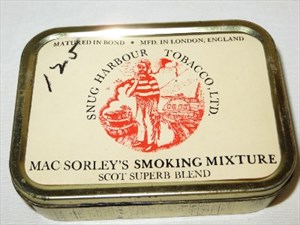 MATURED IN BOND • MFD. IN LONDON, ENGLAND
125
SNUG HARBOUR TOBACCO LTD.
MAC SORLEY'S SMOKING MIXTURE
SCOT SUPERB BLEND